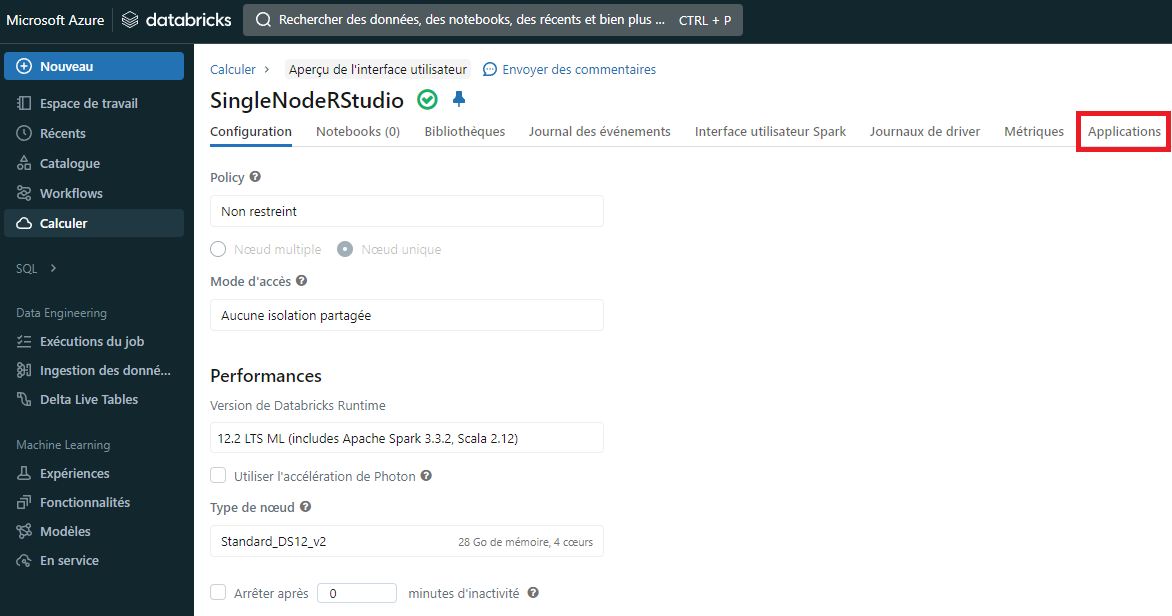 Microsoft Azure databricks Rechercher des données, des notebooks, des récents et bien plus ... CTRL + P
Nouveau
Espace de travail
Récents
Catalogue
Workflows
Calculer
SQL
Data Engineering
Exécutions du job
Ingestion des donné...
Delta Live Tables
Machine Learning
Expériences
Fonctionnalités
Modèles
En service
Calculer Aperçu de l'interface utilisateur Envoyer des commentaires
SingleNodeRStudio
Configuration Notebooks (0) Bibliothèques Journal des événements Interface utilisateur Spark Journaux de driver Métriques Applications
Policy
Non restreint
Nœud multiple Nœud unique
Mode d'accès
Aucune isolation partagée
Performances
Version de Databricks Runtime
12.2 LTS ML (includes Apache Spark 3.3.2, Scala 2.12)
Utiliser l'accélération de Photon
Type de nœud
Standard_DS12_v2 28 Go de mémoire, 4 cœurs
Arrêter après 0 minutes d'inactivité